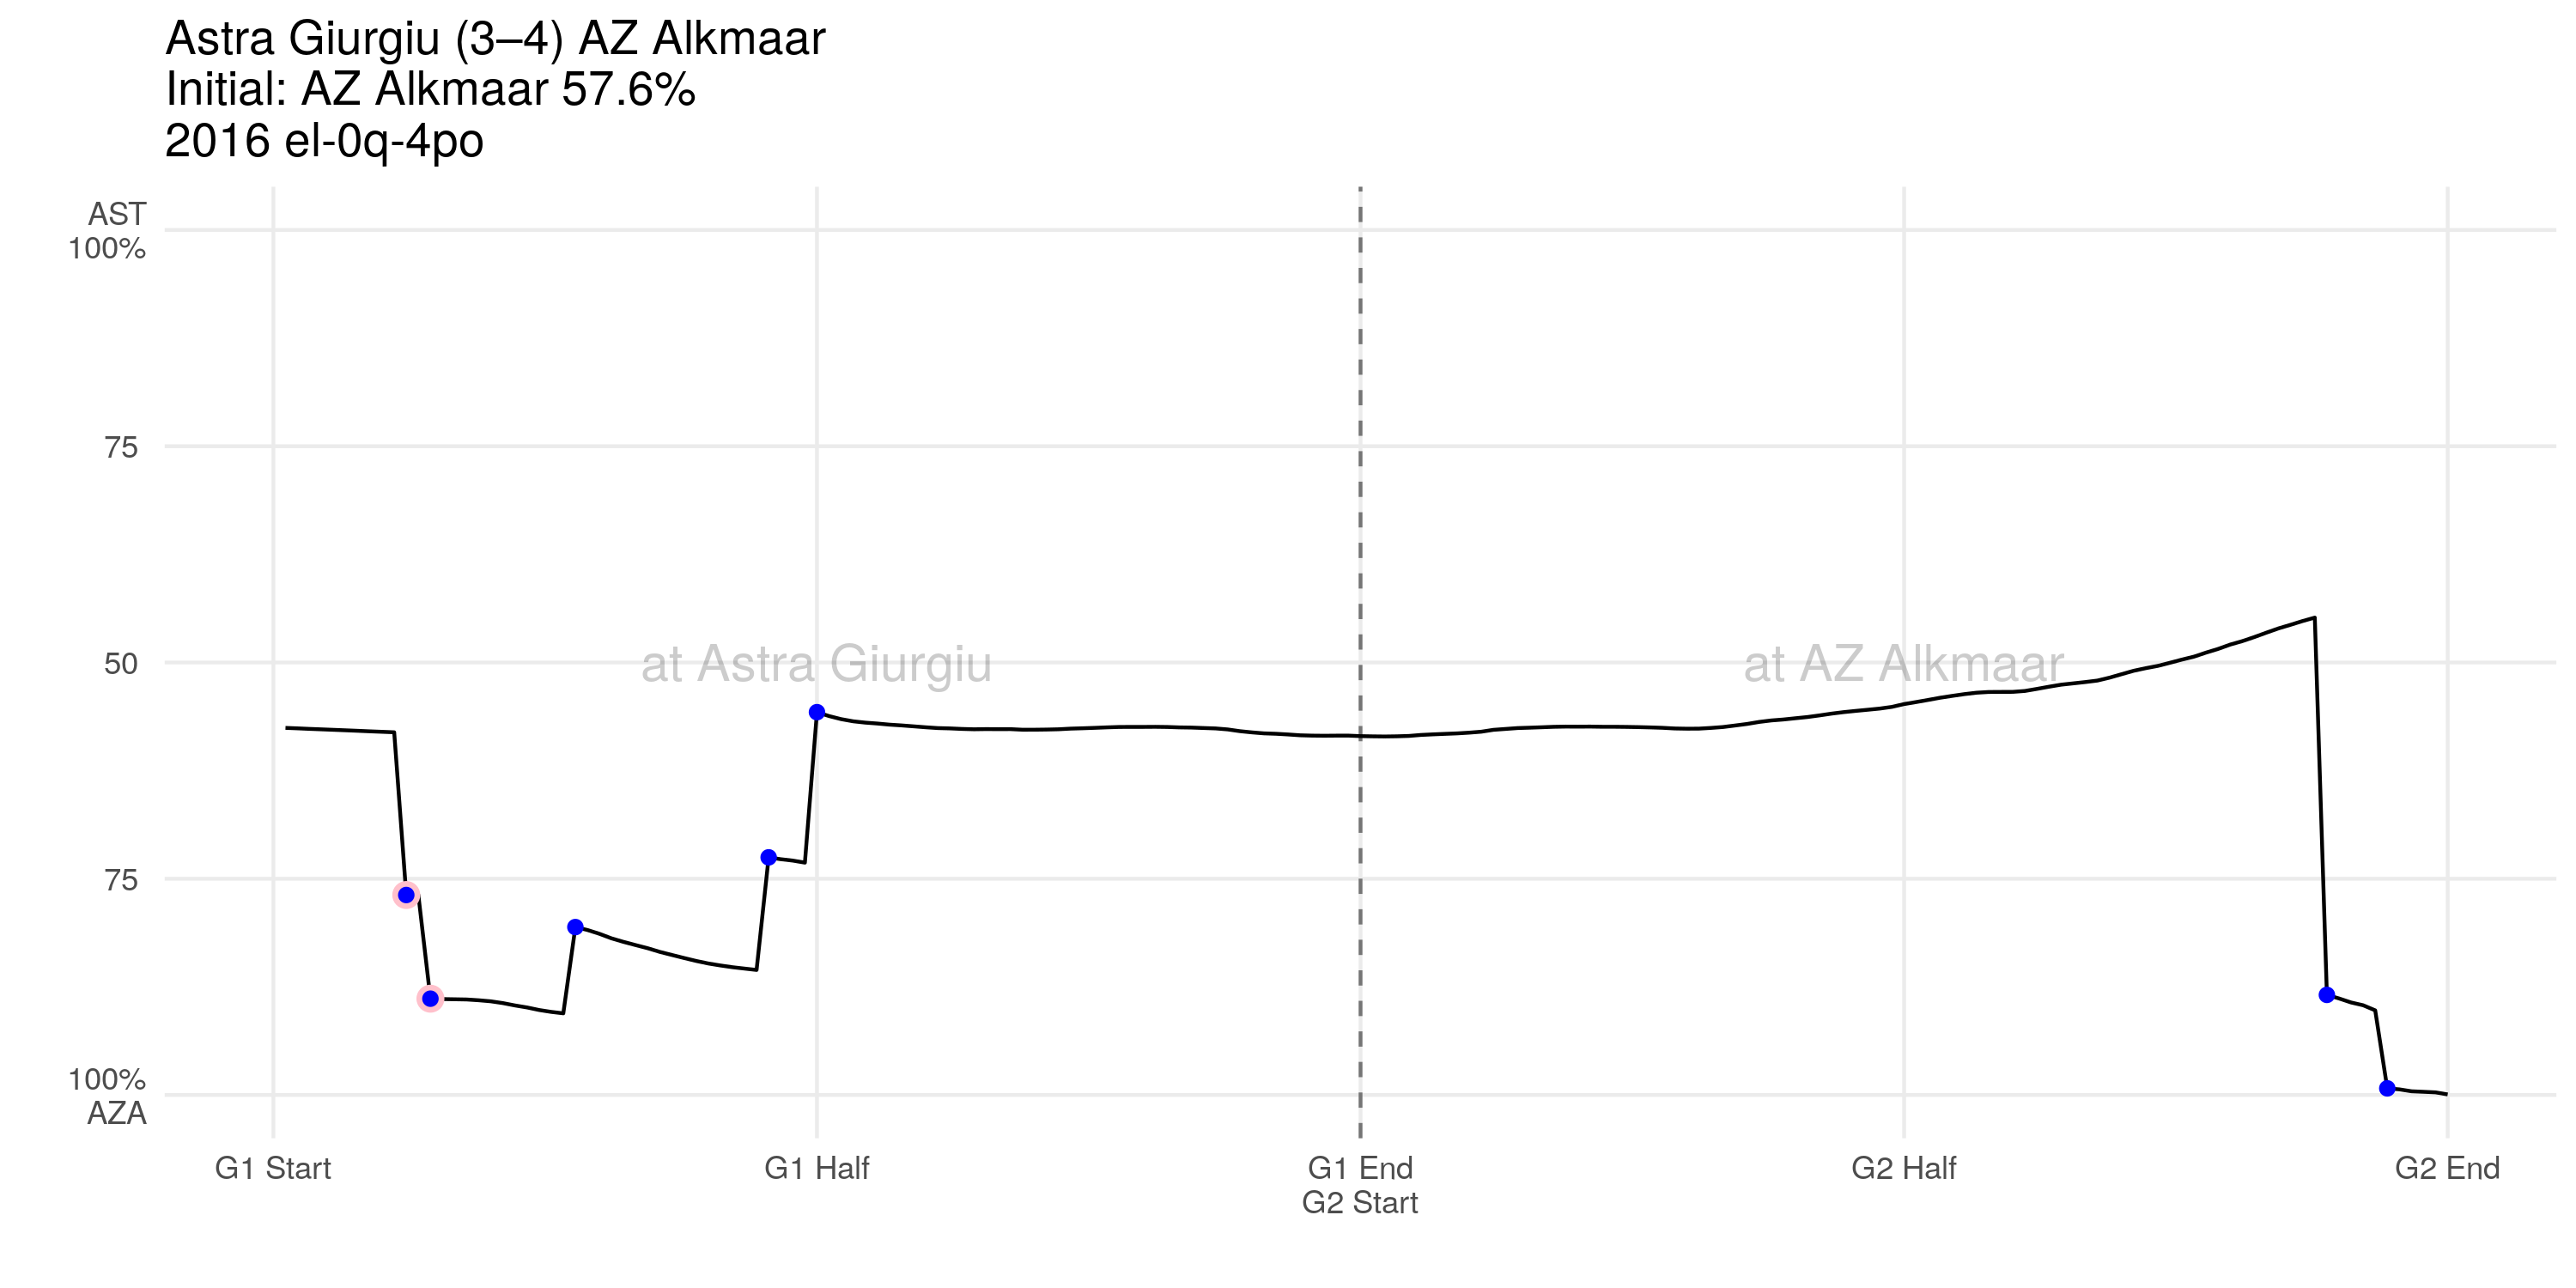 Astra Giurgiu (3–4) AZ Alkmaar
Initial: AZ Alkmaar 57.6%
2016 el-0q-4po
AST
100%
75
50
75
100%
AZA
at Astra Giurgiu
at AZ Alkmaar
G1 Start
G1 Half
G1 End
G2 Start
G2 Half
G2 End